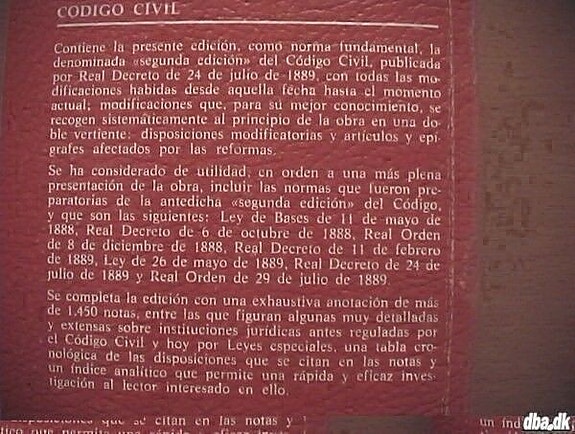 CODIGO CIVIL
Contiene la presente edición, como norma fundamental, la
denominada «segunda edición» del Código Civil, publicada
por Real Decreto de 24 de julio de 1889, con todas las mo-
dificaciones habidas desde aquella fecha hasta el momento
actual; modificaciones que, para su mejor conocimiento, se
recogen sistemáticamente al principio de la obra en una do-
ble vertiente: disposiciones modificatorias y artículos y epí-
grafes afectados por las reformas.
Se ha considerado de utilidad, en orden a una más plena
presentación de la obra, incluir las normas que fueron pre-
paratorias de la antedicha «segunda edición» del Código,
y que son las siguientes: Ley de Bases de 11 de mayo de
1888, Real Decreto de 6 de octubre de 1888, Real Orden
de 8 de diciembre de 1888, Real Decreto de 11 de febrero
de 1889, Ley de 26 de mayo de 1889, Real Decreto de 24 de
julio de 1889 y Real Orden de 29 de julio de 1889.
Se completa la edición con una exhaustiva anotación de más
de 1.450 notas, entre las que figuran algunas muy detalladas
y extensas sobre instituciones jurídicas antes reguladas por
el Código Civil y hoy por Leyes especiales, una tabla cro-
nológica de las disposiciones que se citan en las notas y
un índice analítico que permite una rápida y eficaz inves-
tigación al lector interesado en ello.
disposiciones que se citan en las notas y
un índi
dba.dk